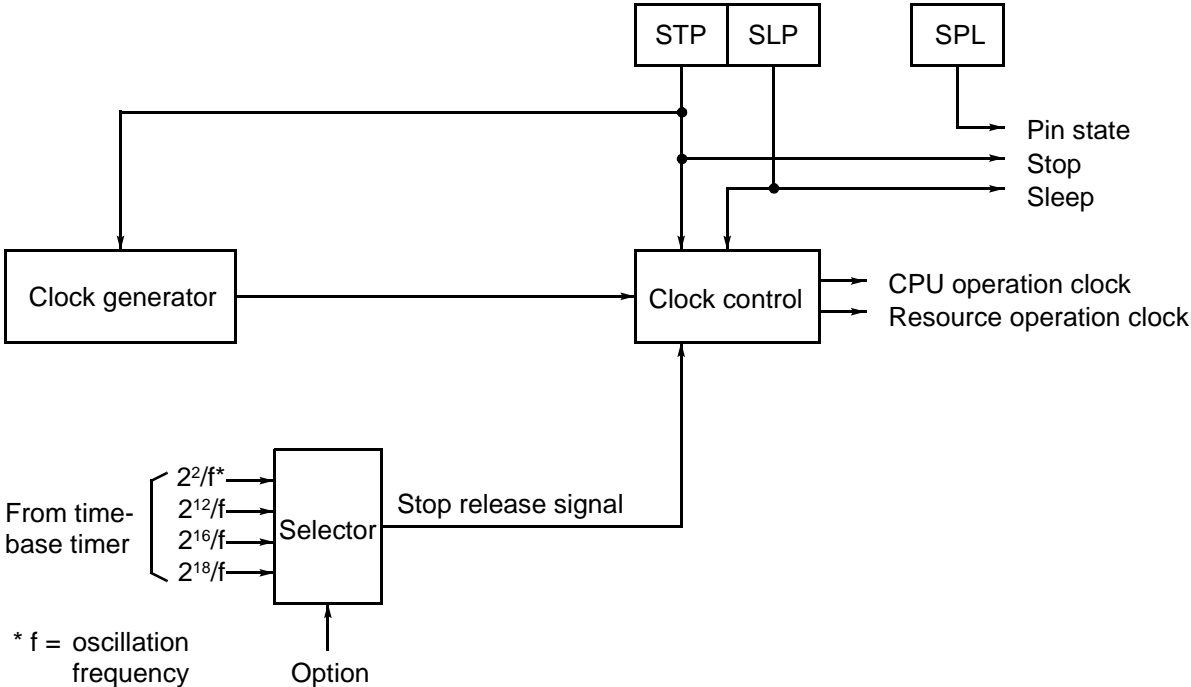 STP SLP SPL
Pin state
Stop
Sleep
Clock generator
Clock control
CPU operation clock
Resource operation clock
From time-
base timer
2²/f*
2¹²/f
2¹⁶/f
2¹⁸/f
Selector
Stop release signal
* f = oscillation
frequency
Option